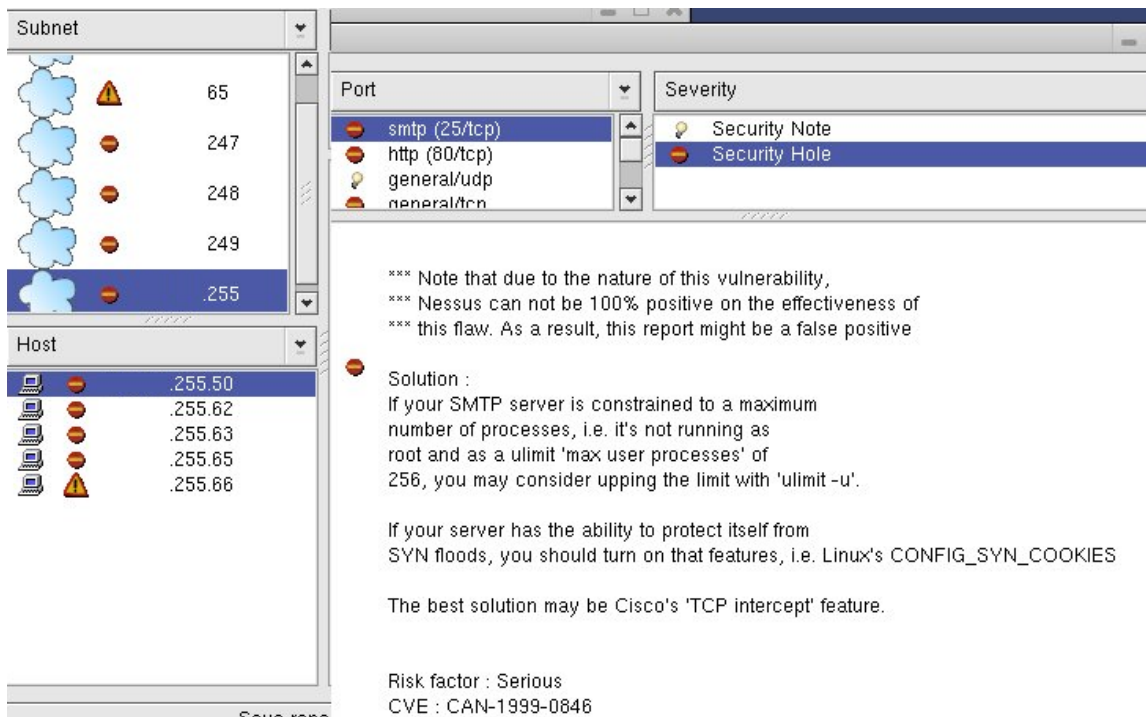 Subnet
65
247
248
249
.255
Host
.255.50
.255.62
.255.63
.255.65
.255.66
Port
smtp (25/tcp)
http (80/tcp)
general/udp
general/tcp
Severity
Security Note
Security Hole
*** Note that due to the nature of this vulnerability,
*** Nessus can not be 100% positive on the effectiveness of
*** this flaw. As a result, this report might be a false positive
Solution :
If your SMTP server is constrained to a maximum
number of processes, i.e. it's not running as
root and as a ulimit 'max user processes' of
256, you may consider upping the limit with 'ulimit -u'.
If your server has the ability to protect itself from
SYN floods, you should turn on that features, i.e. Linux's CONFIG_SYN_COOKIES
The best solution may be Cisco's 'TCP intercept' feature.
Risk factor : Serious
CVE : CAN-1999-0846